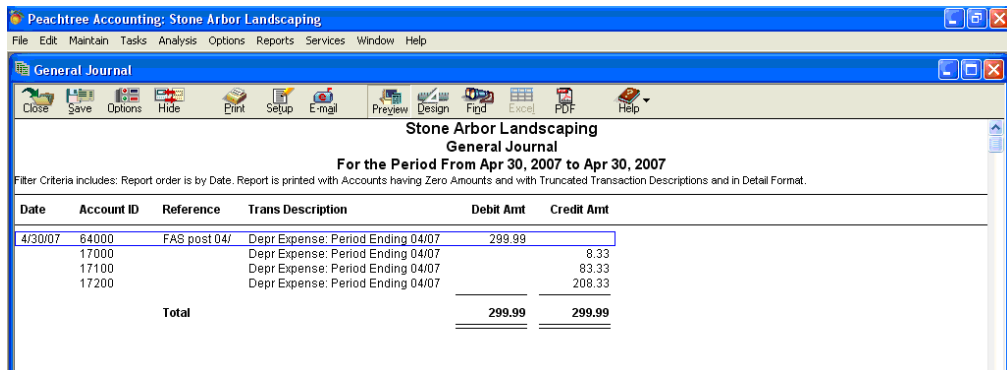 Peachtree Accounting: Stone Arbor Landscaping
File Edit Maintain Tasks Analysis Options Reports Services Window Help
General Journal
Close Save Options Hide Print Setup E-mail Preview Design Find Excel PDF Help
Stone Arbor Landscaping
General Journal
For the Period From Apr 30, 2007 to Apr 30, 2007
Filter Criteria includes: Report order is by Date. Report is printed with Accounts having Zero Amounts and with Truncated Transaction Descriptions and in Detail Format.
Date Account ID Reference Trans Description Debit Amt Credit Amt
4/30/07 64000 FAS post 04/ Depr Expense: Period Ending 04/07 299.99
17000 Depr Expense: Period Ending 04/07 8.33
17100 Depr Expense: Period Ending 04/07 83.33
17200 Depr Expense: Period Ending 04/07 208.33
Total 299.99 299.99